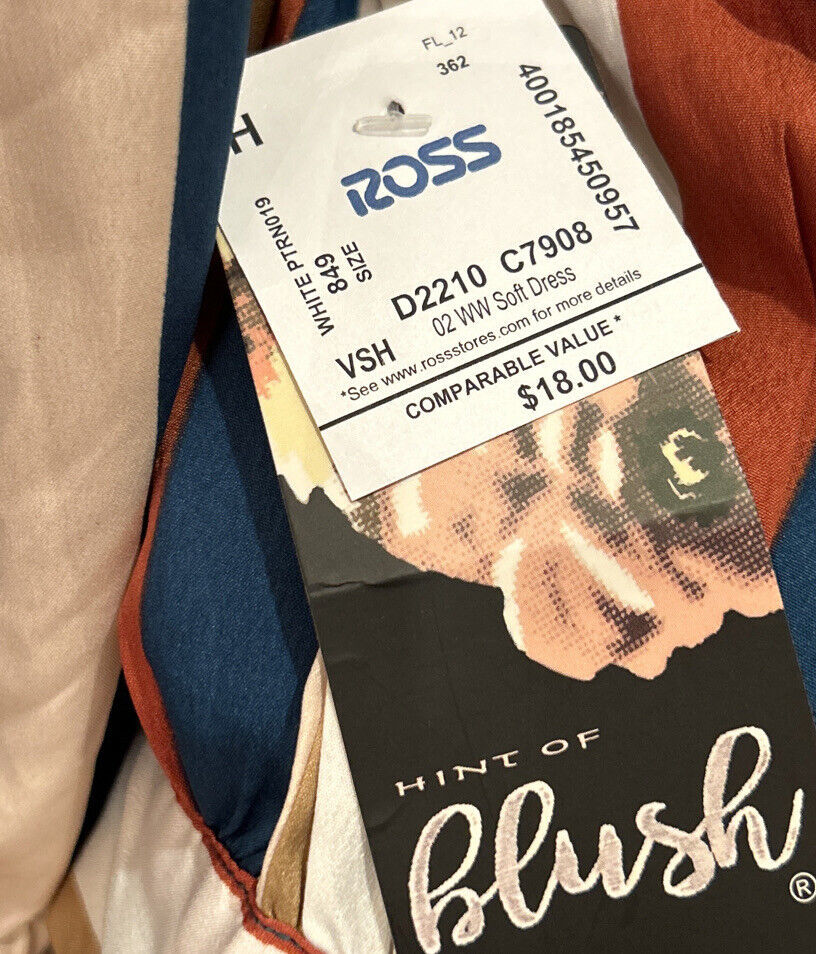 FL_12
362
400185450957
H
ROSS
WHITE PTRN019
849
SIZE
D2210 C7908
VSH 02 WW Soft Dress
*See www.rossstores.com for more details
COMPARABLE VALUE*
$18.00
HINT OF
blush®